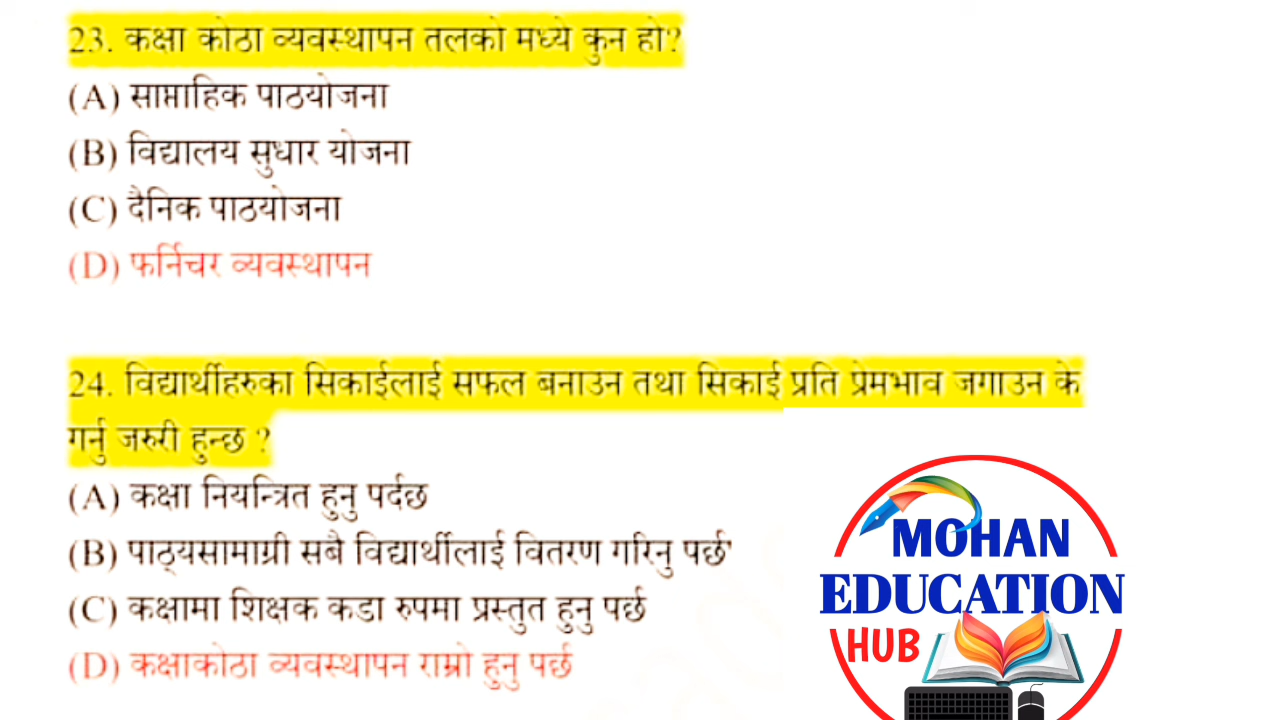 23. कक्षा कोठा व्यवस्थापन तलको मध्ये कुन हो?
(A) साप्ताहिक पाठयोजना
(B) विद्यालय सुधार योजना
(C) दैनिक पाठयोजना
(D) फर्निचर व्यवस्थापन
24. विद्यार्थीहरुका सिकाईलाई सफल बनाउन तथा सिकाई प्रति प्रेमभाव जगाउन के
गर्नु जरुरी हुन्छ ?
(A) कक्षा नियन्त्रित हुनु पर्दछ
(B) पाठ्यसामाग्री सबै विद्यार्थीलाई वितरण गरिनु पर्छ'
(C) कक्षामा शिक्षक कडा रुपमा प्रस्तुत हुनु पर्छ
(D) कक्षाकोठा व्यवस्थापन राम्रो हुनु पर्छ
MOHAN
EDUCATION
HUB